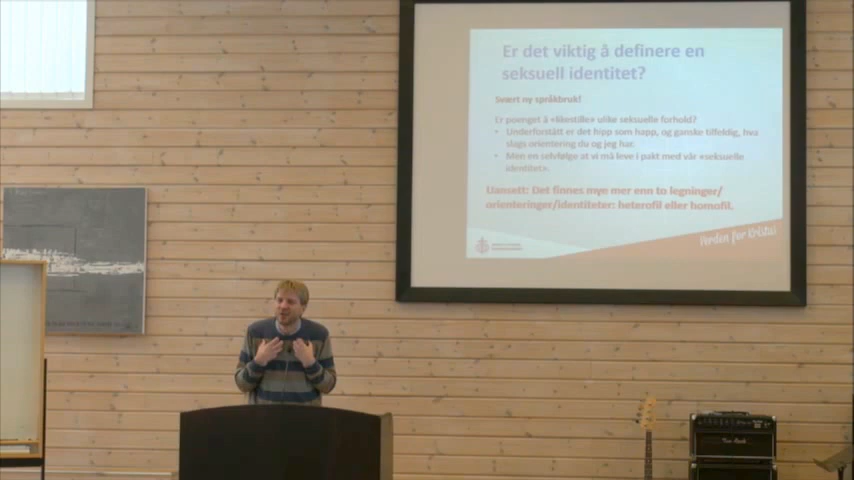 Er det viktig å definere en
seksuell identitet?
Svært ny språkbruk!
Er poenget å «likestille» ulike seksuelle forhold?
• Underforstått er det hipp som happ, og ganske tilfeldig, hva
slags orientering du og jeg har.
• Men en selvfølge at vi må leve i pakt med vår «seksuelle
identitet».
Uansett: Det finnes mye mer enn to legninger/
orienteringer/identiteter: heterofil eller homofil.
Verden for Kristus